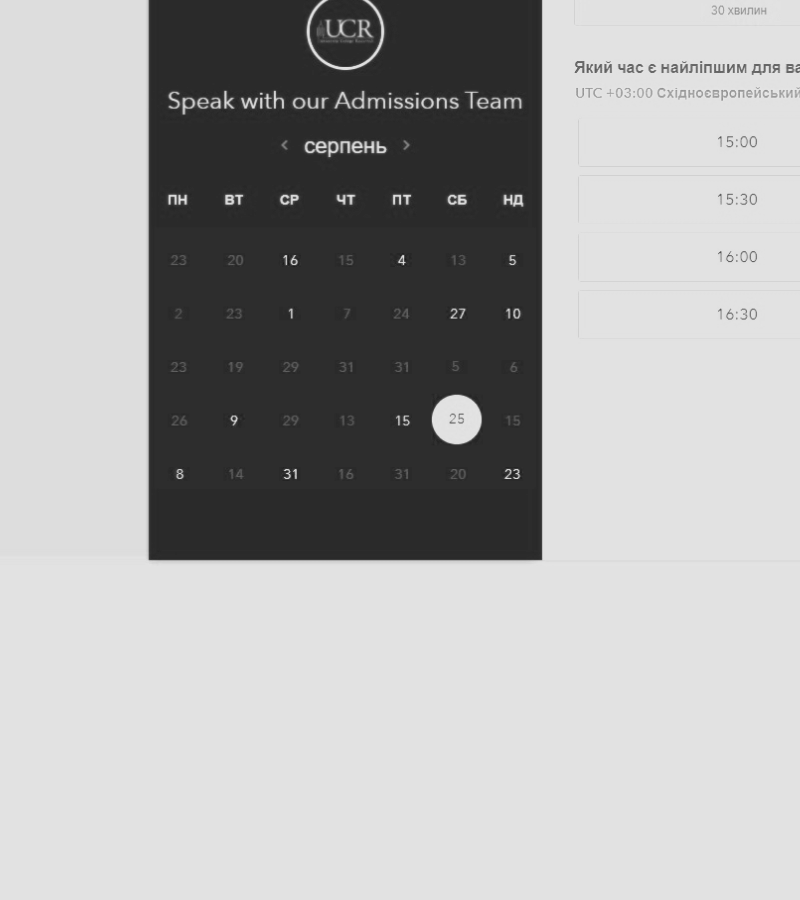 UCR
Speak with our Admissions Team
< серпень >
ПН ВТ СР ЧТ ПТ СБ НД
23 20 16 15 4 13 5
2 23 1 7 24 27 10
23 19 29 31 31 5 6
26 9 29 13 15 25 15
8 14 31 16 31 20 23
30 хвилин
Який час є найліпшим для ва
UTC +03:00 Східноєвропейський
15:00
15:30
16:00
16:30